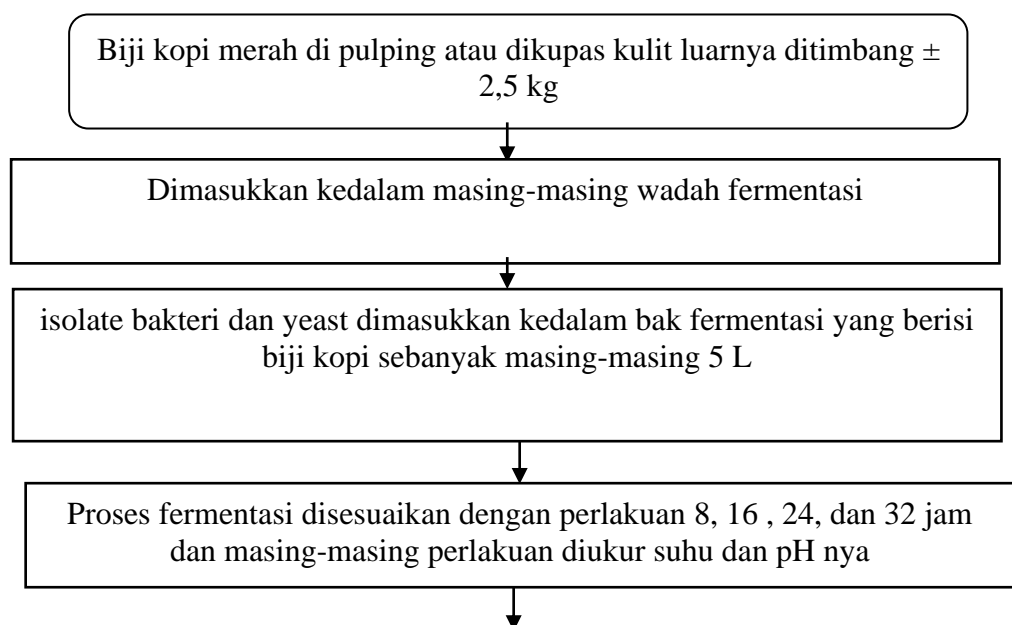 Biji kopi merah di pulping atau dikupas kulit luarnya ditimbang ±
2,5 kg
Dimasukkan kedalam masing-masing wadah fermentasi
isolate bakteri dan yeast dimasukkan kedalam bak fermentasi yang berisi
biji kopi sebanyak masing-masing 5 L
Proses fermentasi disesuaikan dengan perlakuan 8, 16 , 24, dan 32 jam
dan masing-masing perlakuan diukur suhu dan pH nya